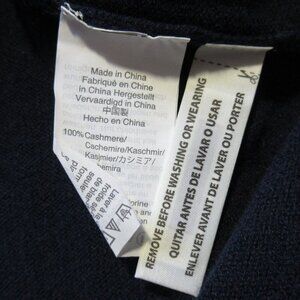 Made in China
Fabriqué en Chine
In China Hergestellt
Vervaardigd in China
中国製
Hecho en China
100%Cashmere/
Cachemire/Kaschmir/
Kasjmier/カシミア/
REMOVE BEFORE WASHING OR WEARING
QUITAR ANTES DE LAVAR O USAR
ENLEVER AVANT DE LAVER OU PORTER